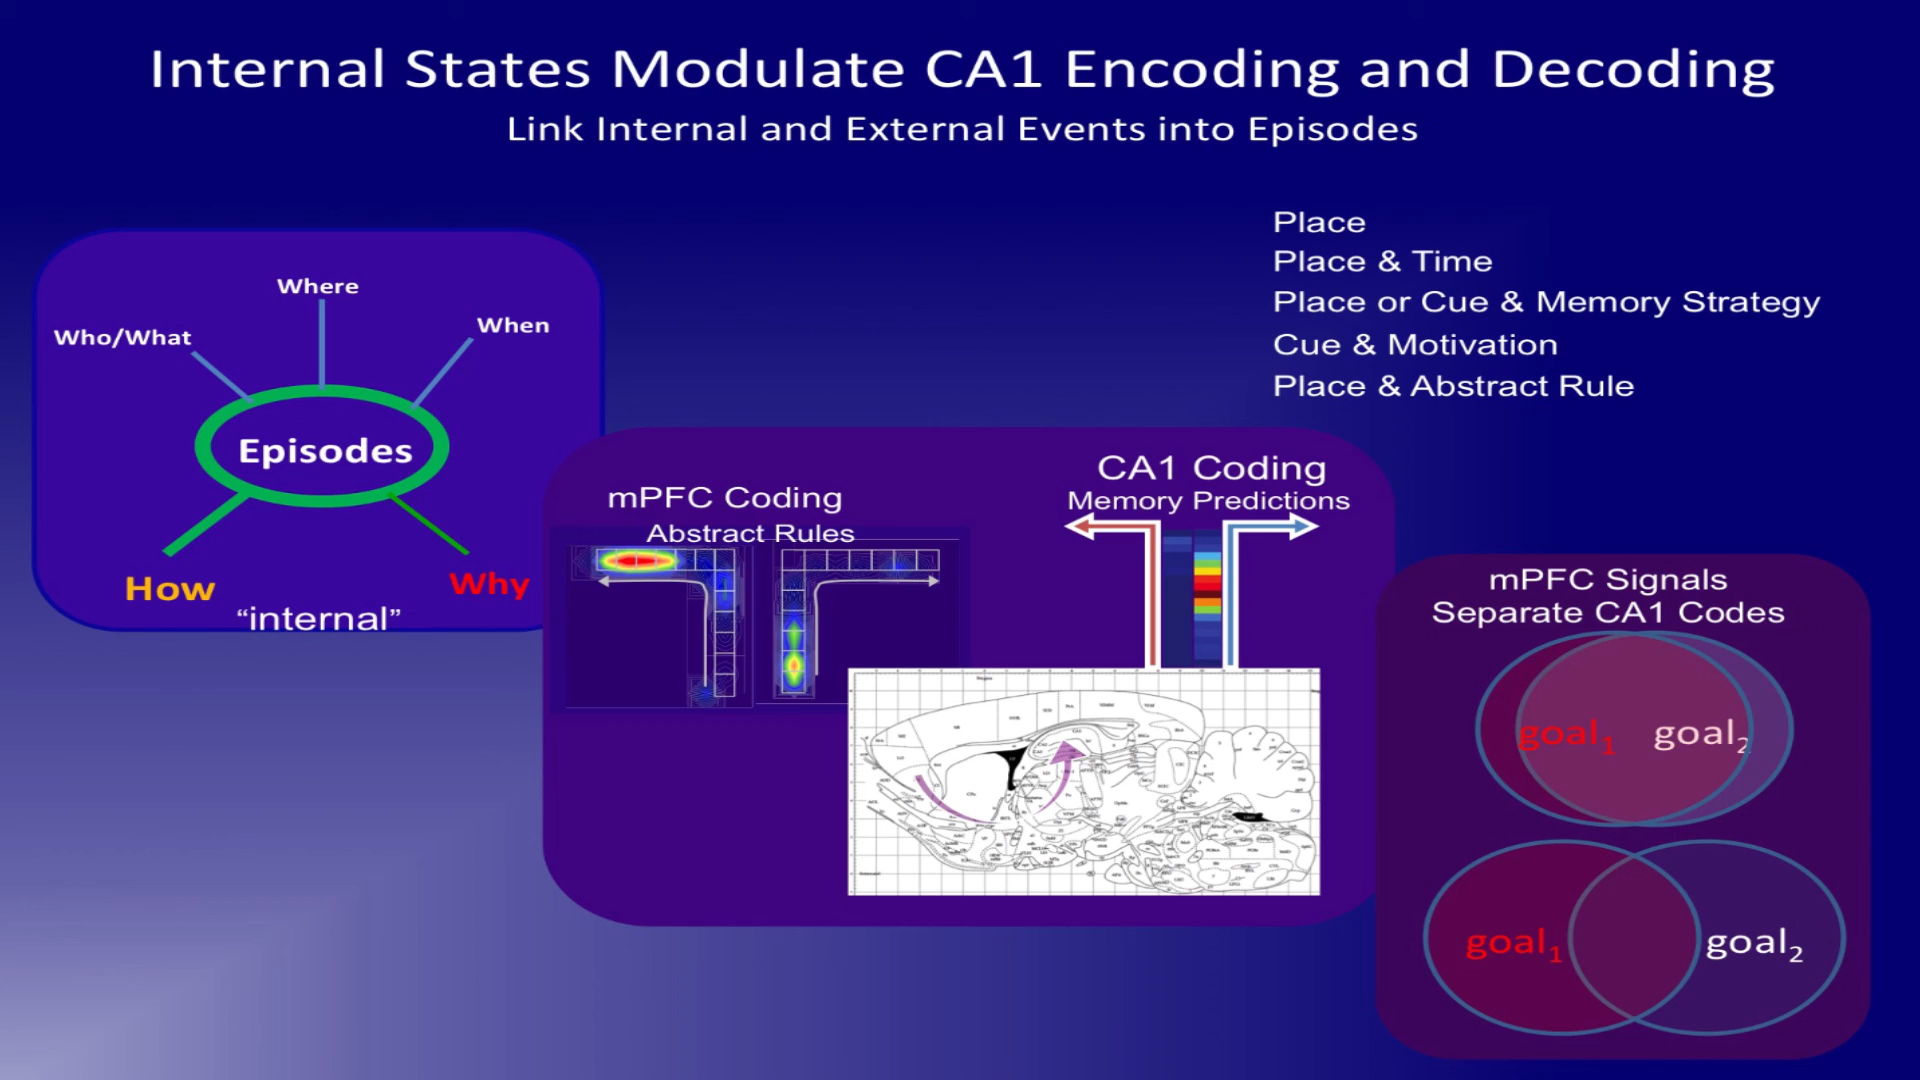 Internal States Modulate CA1 Encoding and Decoding
Link Internal and External Events into Episodes
Place
Place & Time
Place or Cue & Memory Strategy
Cue & Motivation
Place & Abstract Rule
Where
Who/What
When
Episodes
How
Why
“internal”
mPFC Coding
Abstract Rules
CA1 Coding
Memory Predictions
mPFC Signals
Separate CA1 Codes
goal1 goal2
goal1 goal2